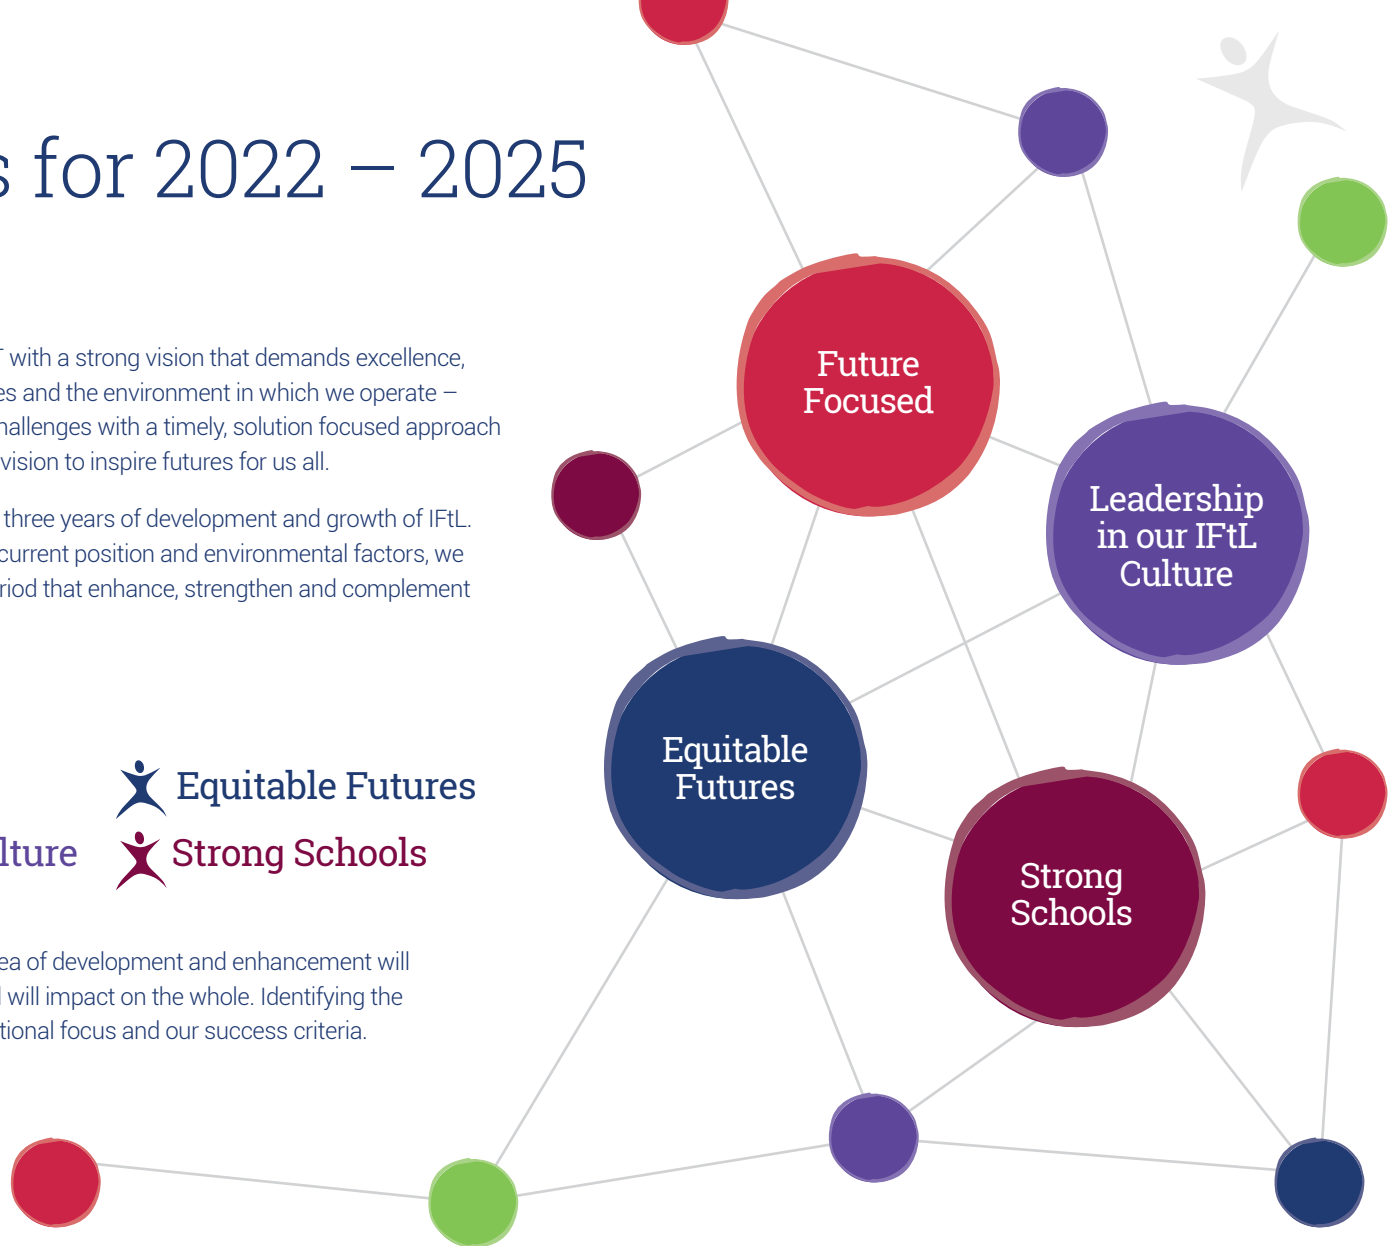 s for 2022 – 2025
with a strong vision that demands excellence,
es and the environment in which we operate –
hallenges with a timely, solution focused approach
vision to inspire futures for us all.
three years of development and growth of IFtL.
current position and environmental factors, we
riod that enhance, strengthen and complement
Equitable Futures
lture
Strong Schools
ea of development and enhancement will
will impact on the whole. Identifying the
tional focus and our success criteria.
Future
Focused
Leadership
in our IFtL
Culture
Equitable
Futures
Strong
Schools